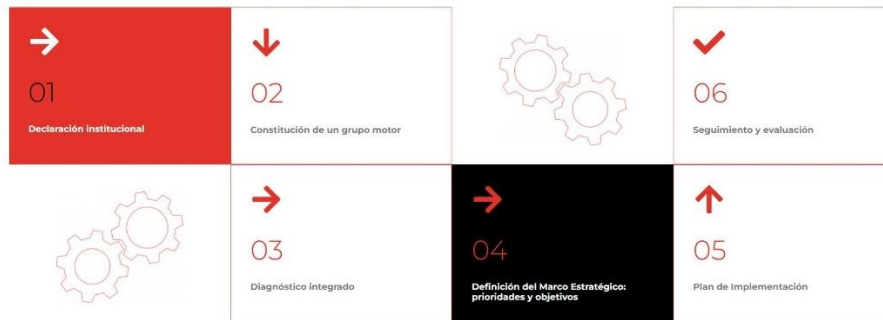 01
Declaración institucional
02
Constitución de un grupo motor
03
Diagnóstico integrado
04
Definición del Marco Estratégico:
prioridades y objetivos
05
Plan de Implementación
06
Seguimiento y evaluación